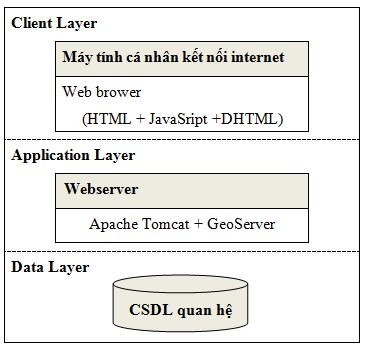 Client Layer
Máy tính cá nhân kết nối internet
Web brower
(HTML + JavaSript +DHTML)
Application Layer
Webserver
Apache Tomcat + GeoServer
Data Layer
CSDL quan hệ